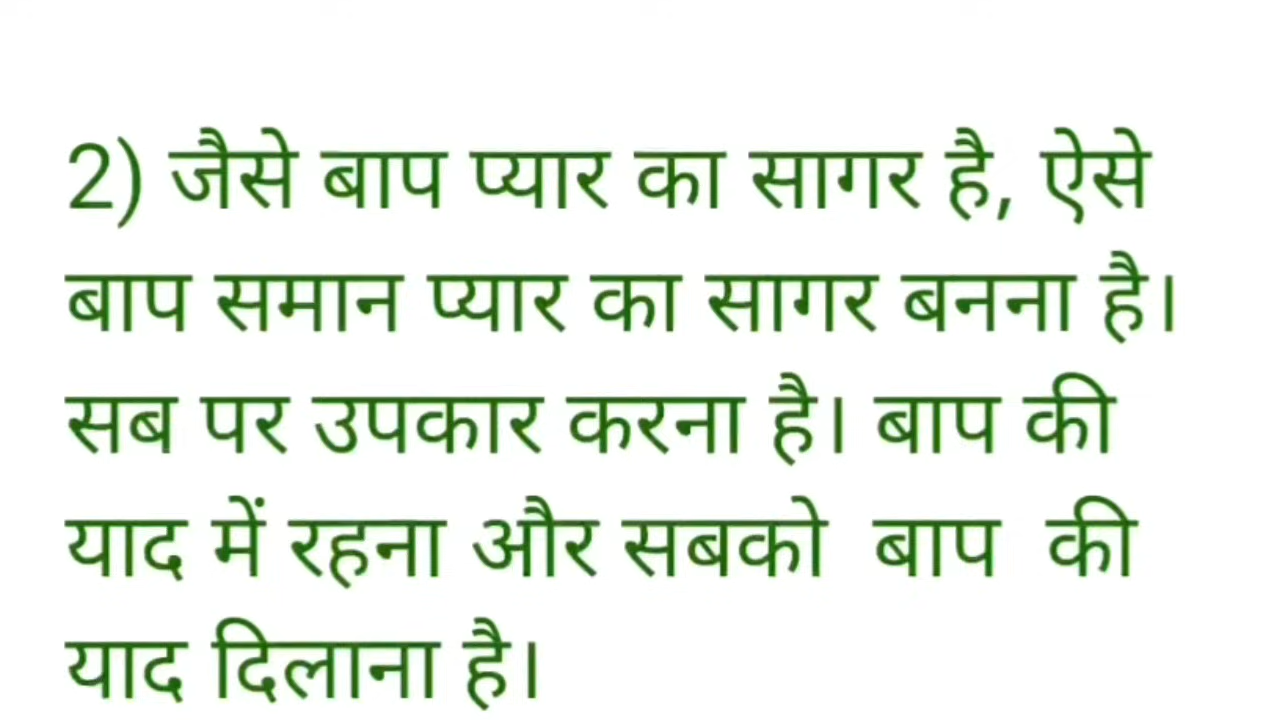 2) जैसे बाप प्यार का सागर है, ऐसे
बाप समान प्यार का सागर बनना है।
सब पर उपकार करना है। बाप की
याद में रहना और सबको बाप की
याद दिलाना है।